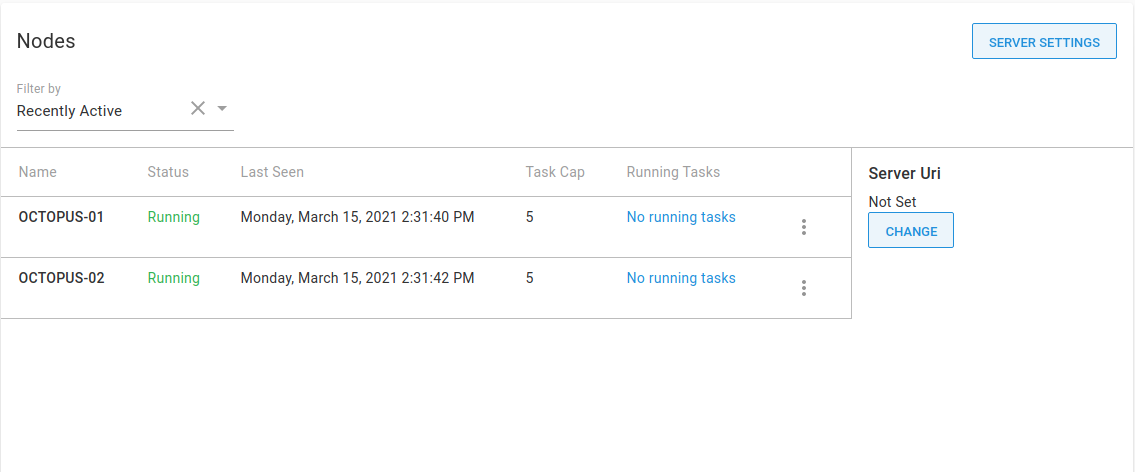 Nodes
SERVER SETTINGS
Filter by
Recently Active
Name Status Last Seen Task Cap Running Tasks
OCTOPUS-01 Running Monday, March 15, 2021 2:31:40 PM 5 No running tasks
OCTOPUS-02 Running Monday, March 15, 2021 2:31:42 PM 5 No running tasks
Server Uri
Not Set
CHANGE